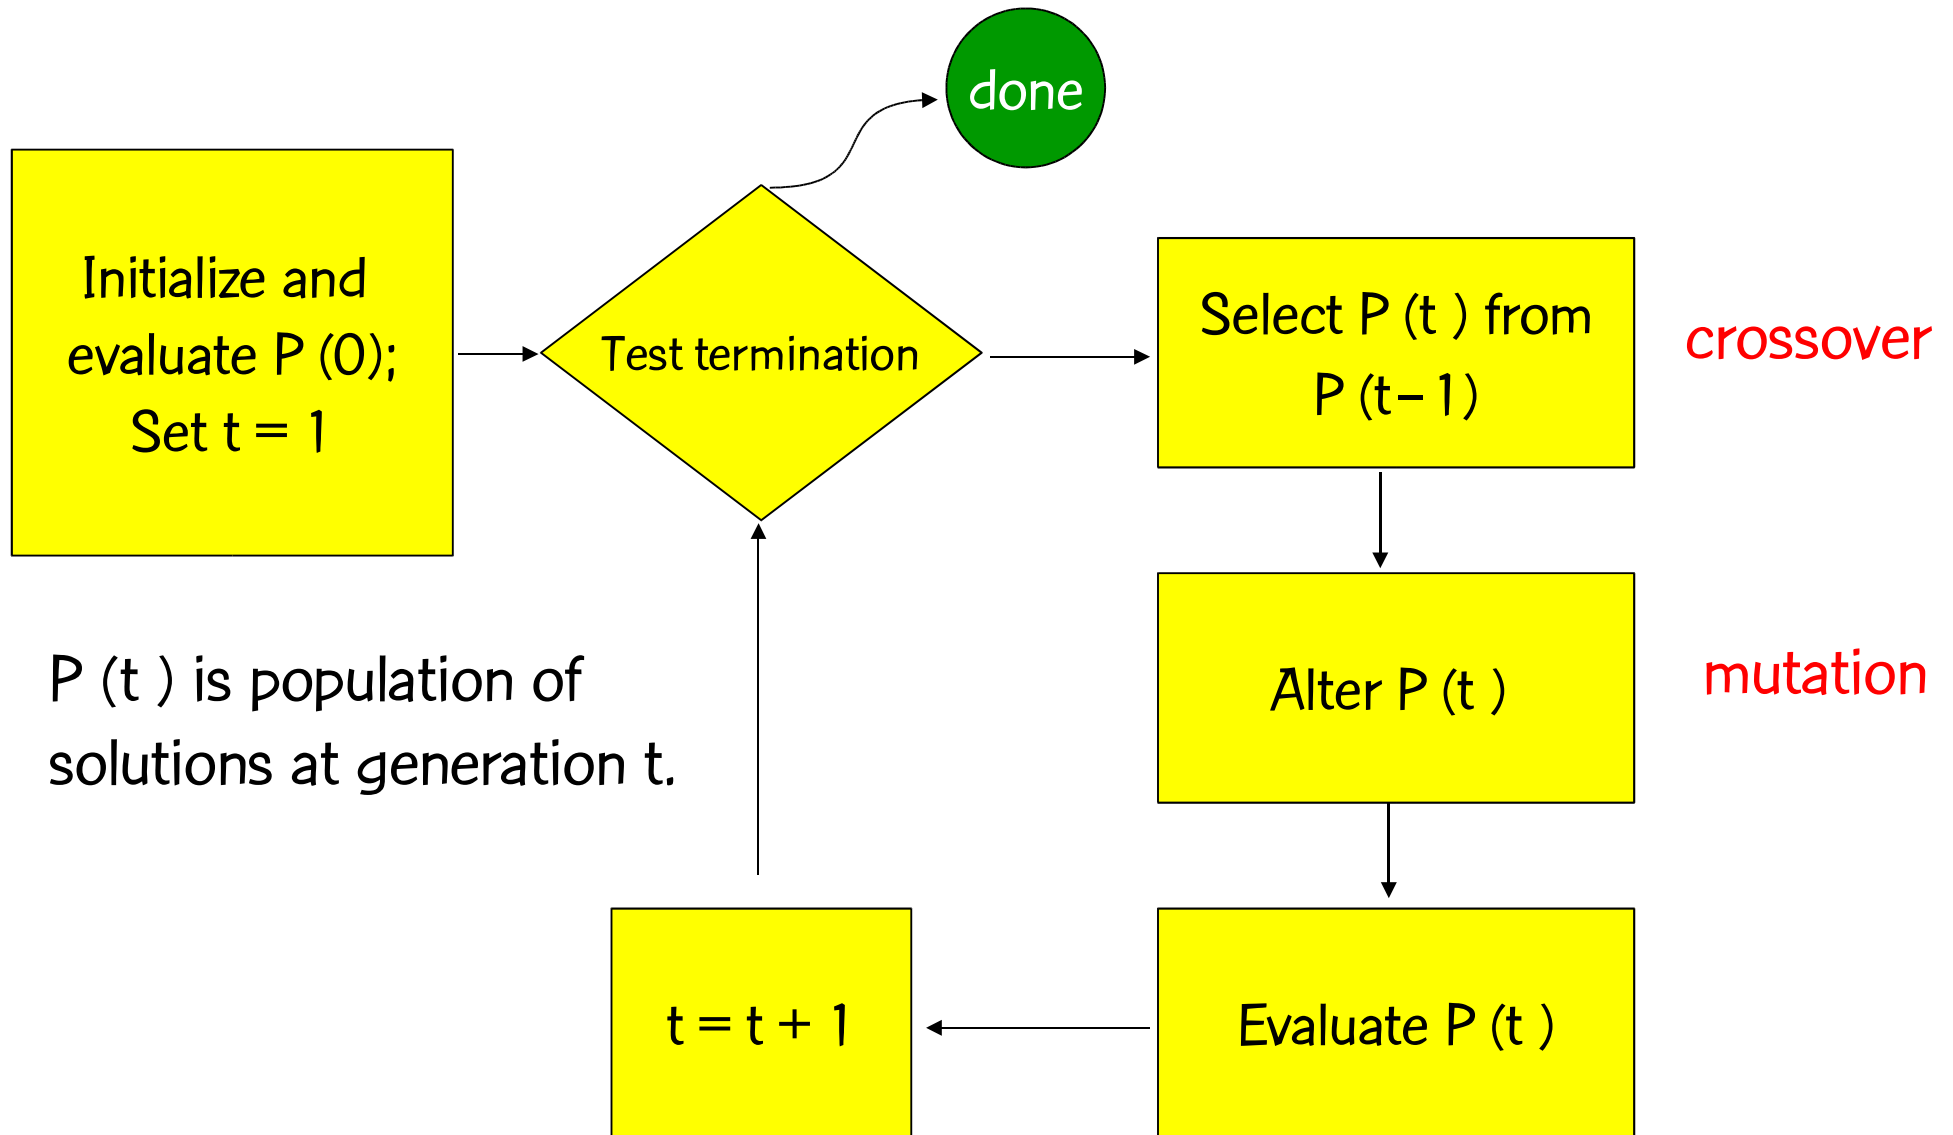 done
Initialize and
evaluate P (0);
Set t = 1
Test termination
Select P (t ) from
P (t – 1)
crossover
Alter P (t )
mutation
P (t ) is population of
solutions at generation t.
t = t + 1
Evaluate P (t )